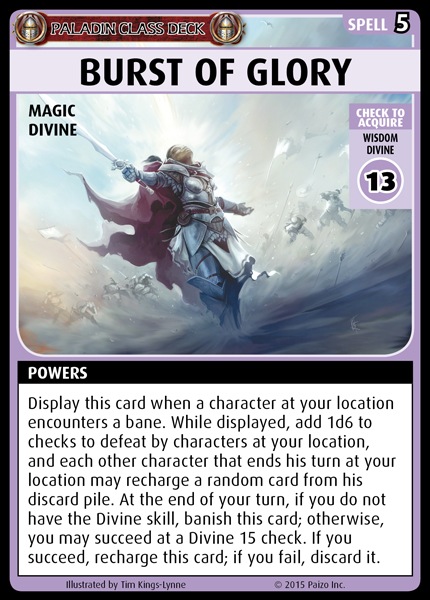 PALADIN CLASS DECK
SPELL 5
BURST OF GLORY
MAGIC
DIVINE
CHECK TO
ACQUIRE
WISDOM
DIVINE
13
POWERS
Display this card when a character at your location
encounters a bane. While displayed, add 1d6 to
checks to defeat by characters at your location,
and each other character that ends his turn at your
location may recharge a random card from his
discard pile. At the end of your turn, if you do not
have the Divine skill, banish this card; otherwise,
you may succeed at a Divine 15 check. If you
succeed, recharge this card; if you fail, discard it.
Illustrated by Tim Kings-Lynne © 2015 Paizo Inc.